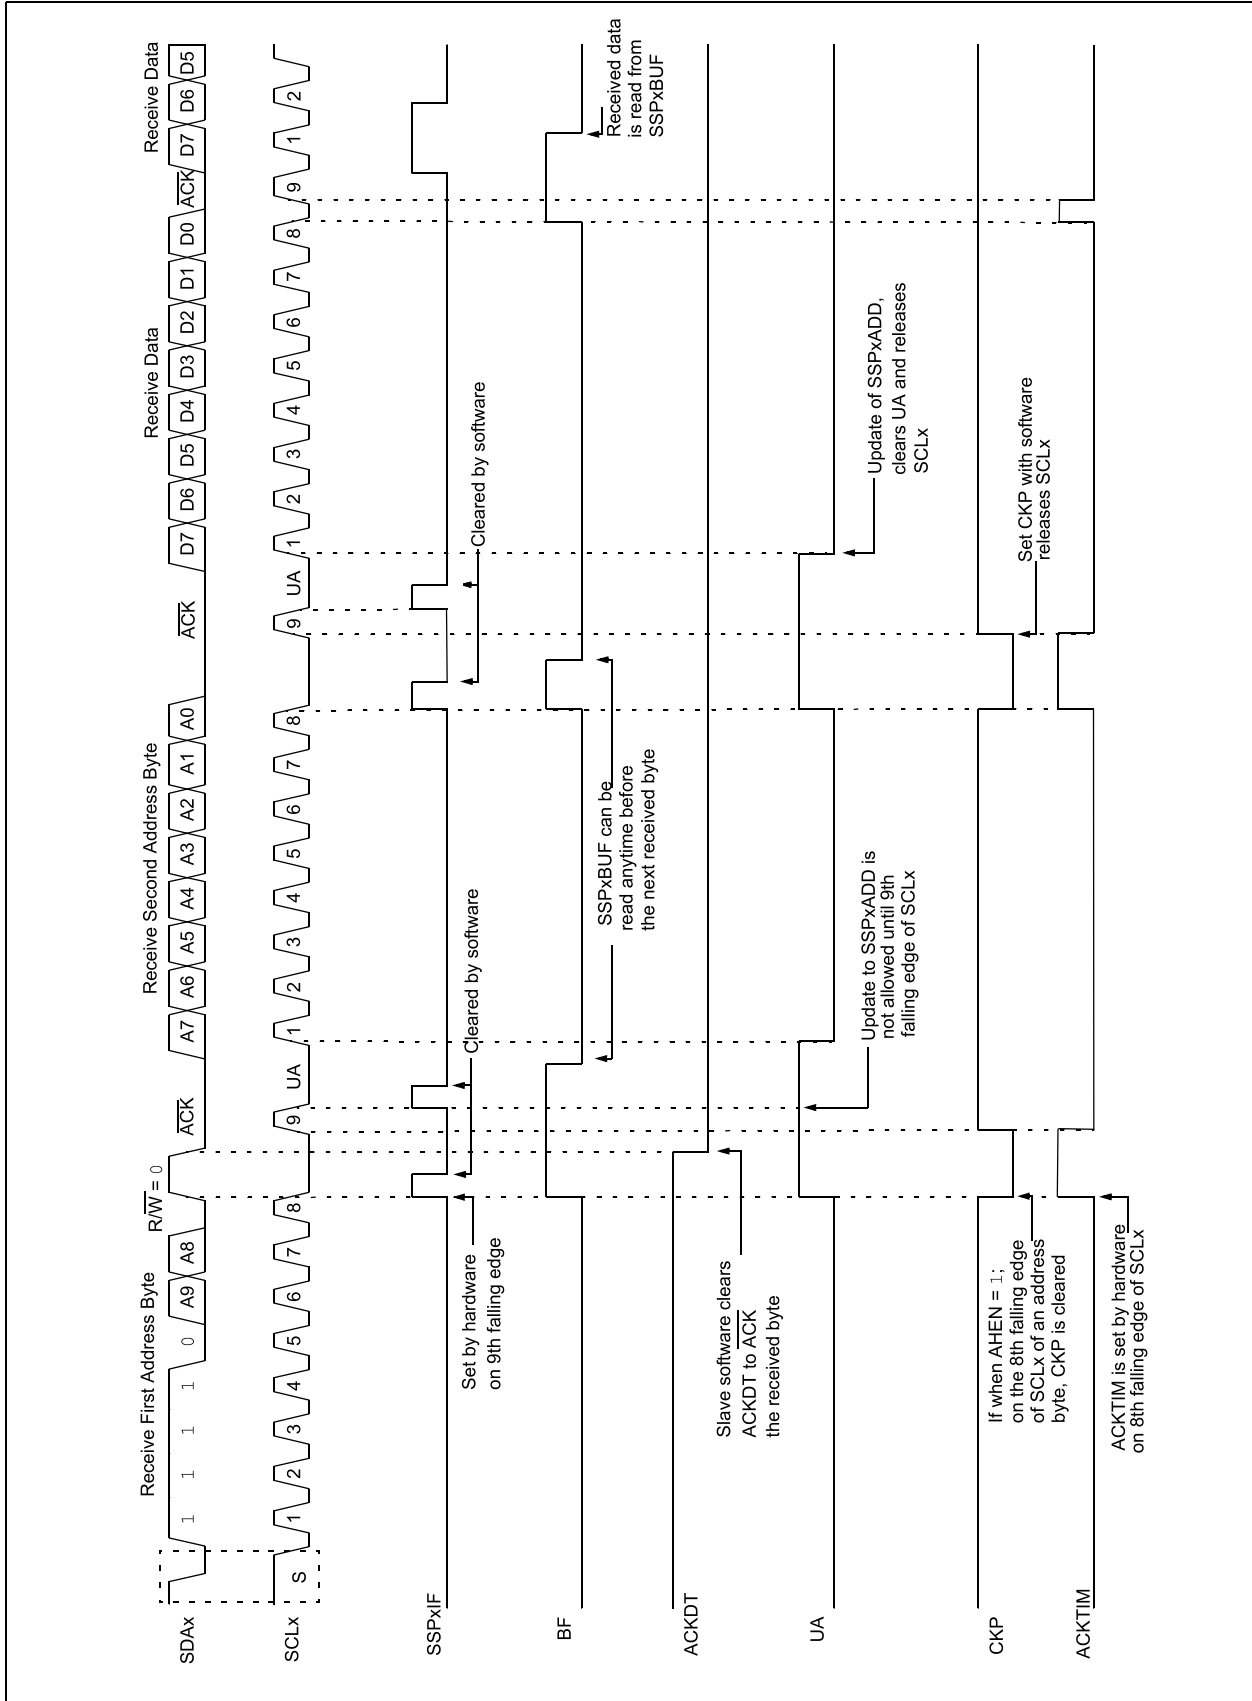 Receive First Address Byte
R/W = 0
Receive Second Address Byte
Receive Data
Receive Data
SDAx
1
1
1
1
0
A9
A8
ACK
A7
A6
A5
A4
A3
A2
A1
A0
ACK
D7
D6
D5
D4
D3
D2
D1
D0
ACK
D7
D6
D5
SCLx
S
1
2
3
4
5
6
7
8
9
UA
1
2
3
4
5
6
7
8
9
UA
1
2
3
4
5
6
7
8
9
1
2
SSPxIF
Set by hardware
on 9th falling edge
Cleared by software
Cleared by software
BF
SSPxBUF can be
read anytime before
the next received byte
Received data
is read from
SSPxBUF
ACKDT
Slave software clears
ACKDT to ACK
the received byte
UA
Update to SSPxADD is
not allowed until 9th
falling edge of SCLx
Update of SSPxADD,
clears UA and releases
SCLx
CKP
If when AHEN = 1;
on the 8th falling edge
of SCLx of an address
byte, CKP is cleared
Set CKP with software
releases SCLx
ACKTIM
ACKTIM is set by hardware
on 8th falling edge of SCLx